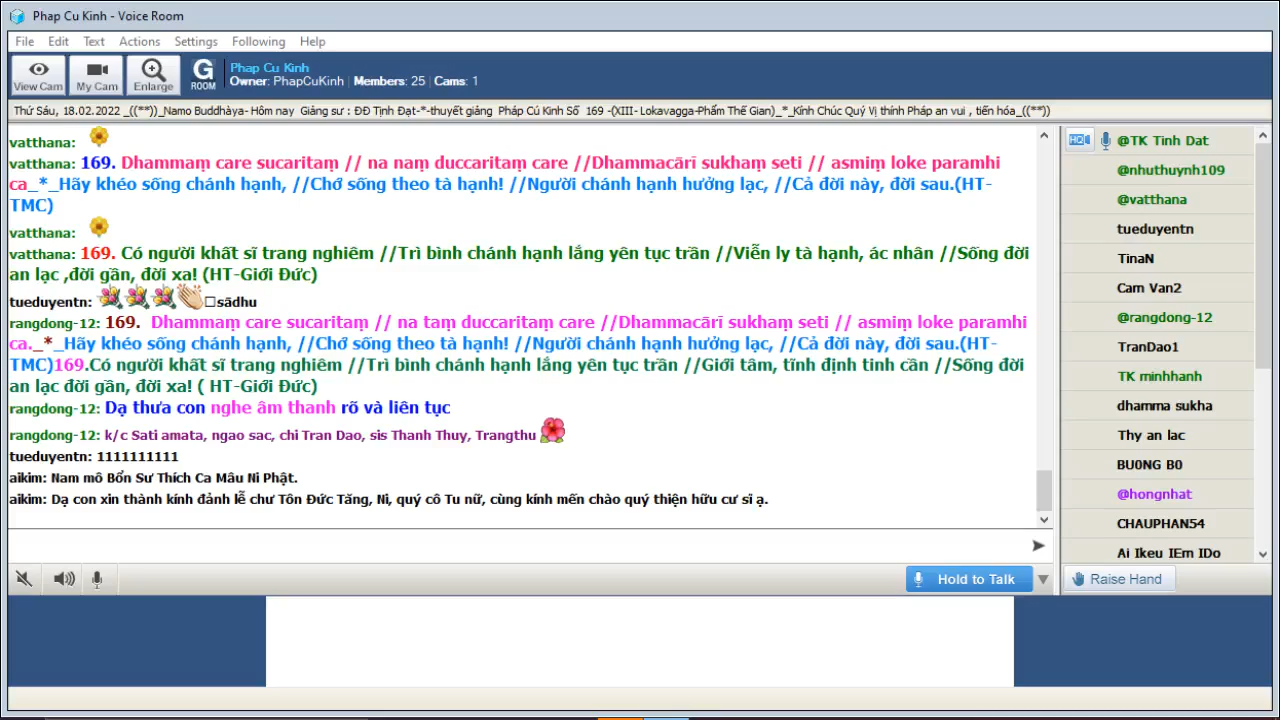 Phap Cu Kinh - Voice Room
File Edit Text Actions Settings Following Help
View Cam My Cam Enlarge G ROOM
Phap Cu Kinh
Owner: PhapCuKinh | Members: 25 | Cams: 1
Thứ Sáu, 18.02.2022 _((**))_Namo Buddhàya- Hôm nay Giảng sư : ĐĐ Tịnh Đạt-*-thuyết giảng Pháp Cú Kinh Số 169 -(XIII- Lokavagga-Phẩm Thế Gian)_*_Kính Chúc Quý Vị thính Pháp an vui , tiến hóa_((**))
vatthana:
vatthana: 169. Dhammaṃ care sucaritaṃ // na naṃ duccaritaṃ care //Dhammacārī sukhaṃ seti // asmiṃ loke paramhi
ca_*_Hãy khéo sống chánh hạnh, //Chớ sống theo tà hạnh! //Người chánh hạnh hưởng lạc, //Cả đời này, đời sau.(HT-
TMC)
vatthana:
vatthana: 169. Có người khất sĩ trang nghiêm //Trì bình chánh hạnh lắng yên tục trần //Viễn ly tà hạnh, ác nhân //Sống đời
an lạc ,đời gần, đời xa! (HT-Giới Đức)
tueduyentn: sādhu
rangdong-12: 169. Dhammaṃ care sucaritaṃ // na taṃ duccaritaṃ care //Dhammacārī sukhaṃ seti // asmiṃ loke paramhi
ca._*_Hãy khéo sống chánh hạnh, //Chớ sống theo tà hạnh! //Người chánh hạnh hưởng lạc, //Cả đời này, đời sau.(HT-
TMC)169.Có người khất sĩ trang nghiêm //Trì bình chánh hạnh lắng yên tục trần //Giới tâm, tĩnh định tinh cần //Sống đời
an lạc đời gần, đời xa! ( HT-Giới Đức)
rangdong-12: Dạ thưa con nghe âm thanh rõ và liên tục
rangdong-12: k/c Sati amata, ngao sac, chi Tran Dao, sis Thanh Thuy, Trangthu
tueduyentn: 1111111111
aikim: Nam mô Bổn Sư Thích Ca Mâu Ni Phật.
aikim: Dạ con xin thành kính đảnh lễ chư Tôn Đức Tăng, Ni, quý cô Tu nữ, cùng kính mến chào quý thiện hữu cư sĩ ạ.
Hold to Talk
HQ @TK Tinh Dat
@nhuthuynh109
@vatthana
tueduyentn
TinaN
Cam Van2
@rangdong-12
TranDao1
TK minhhanh
dhamma sukha
Thy an lac
BU0NG B0
@hongnhat
CHAUPHAN54
Ai Ikeu IEm IDo
Raise Hand